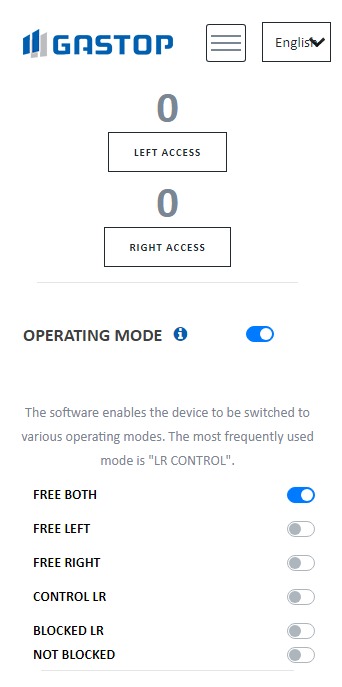 GASTOP
English
0
LEFT ACCESS
0
RIGHT ACCESS
OPERATING MODE
The software enables the device to be switched to
various operating modes. The most frequently used
mode is "LR CONTROL".
FREE BOTH
FREE LEFT
FREE RIGHT
CONTROL LR
BLOCKED LR
NOT BLOCKED